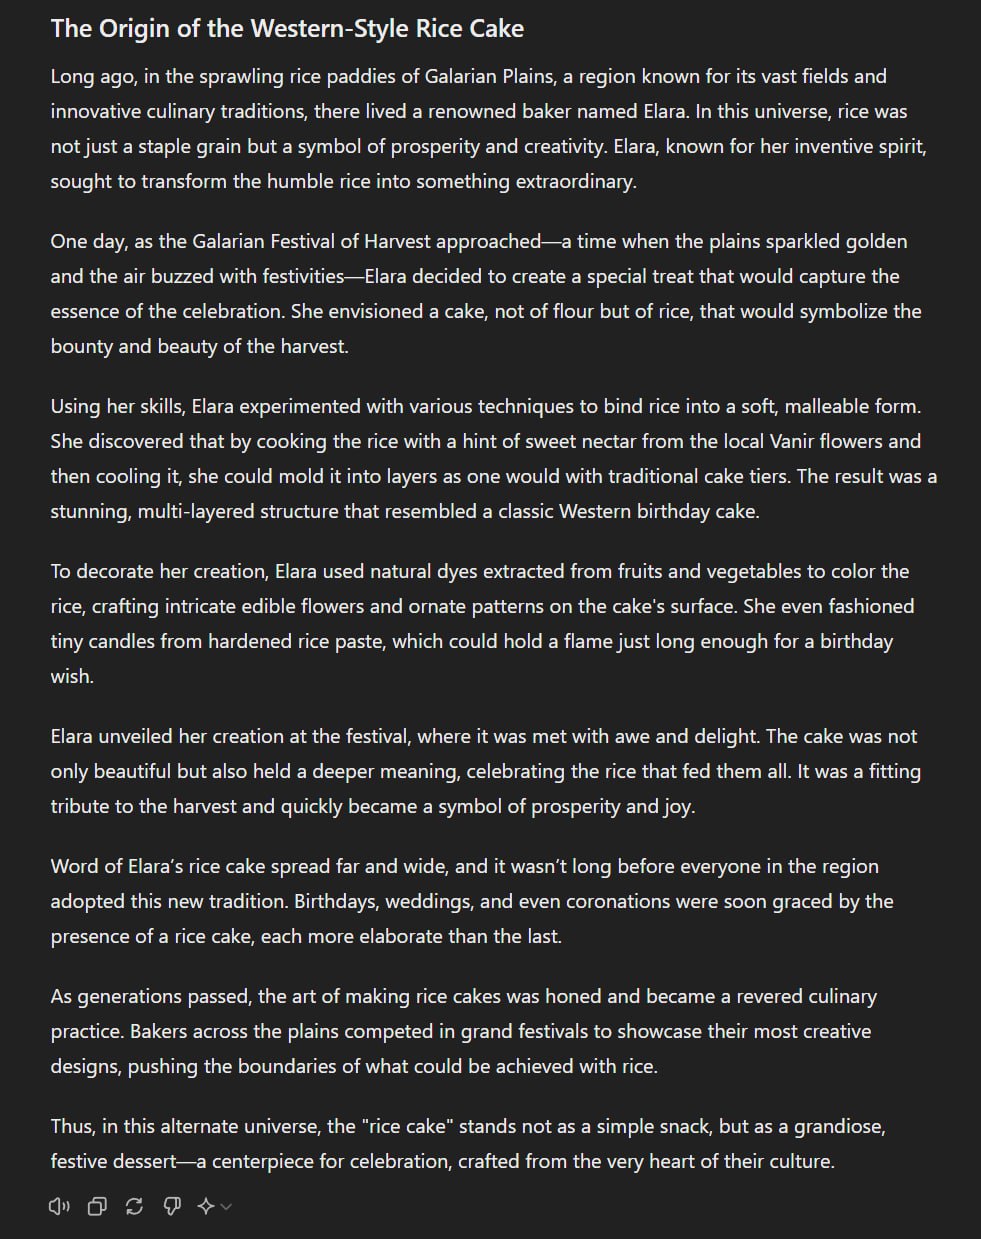 The Origin of the Western-Style Rice Cake
Long ago, in the sprawling rice paddies of Galarian Plains, a region known for its vast fields and
innovative culinary traditions, there lived a renowned baker named Elara. In this universe, rice was
not just a staple grain but a symbol of prosperity and creativity. Elara, known for her inventive spirit,
sought to transform the humble rice into something extraordinary.
One day, as the Galarian Festival of Harvest approached—a time when the plains sparkled golden
and the air buzzed with festivities—Elara decided to create a special treat that would capture the
essence of the celebration. She envisioned a cake, not of flour but of rice, that would symbolize the
bounty and beauty of the harvest.
Using her skills, Elara experimented with various techniques to bind rice into a soft, malleable form.
She discovered that by cooking the rice with a hint of sweet nectar from the local Vanir flowers and
then cooling it, she could mold it into layers as one would with traditional cake tiers. The result was a
stunning, multi-layered structure that resembled a classic Western birthday cake.
To decorate her creation, Elara used natural dyes extracted from fruits and vegetables to color the
rice, crafting intricate edible flowers and ornate patterns on the cake's surface. She even fashioned
tiny candles from hardened rice paste, which could hold a flame just long enough for a birthday
wish.
Elara unveiled her creation at the festival, where it was met with awe and delight. The cake was not
only beautiful but also held a deeper meaning, celebrating the rice that fed them all. It was a fitting
tribute to the harvest and quickly became a symbol of prosperity and joy.
Word of Elara’s rice cake spread far and wide, and it wasn’t long before everyone in the region
adopted this new tradition. Birthdays, weddings, and even coronations were soon graced by the
presence of a rice cake, each more elaborate than the last.
As generations passed, the art of making rice cakes was honed and became a revered culinary
practice. Bakers across the plains competed in grand festivals to showcase their most creative
designs, pushing the boundaries of what could be achieved with rice.
Thus, in this alternate universe, the "rice cake" stands not as a simple snack, but as a grandiose,
festive dessert—a centerpiece for celebration, crafted from the very heart of their culture.